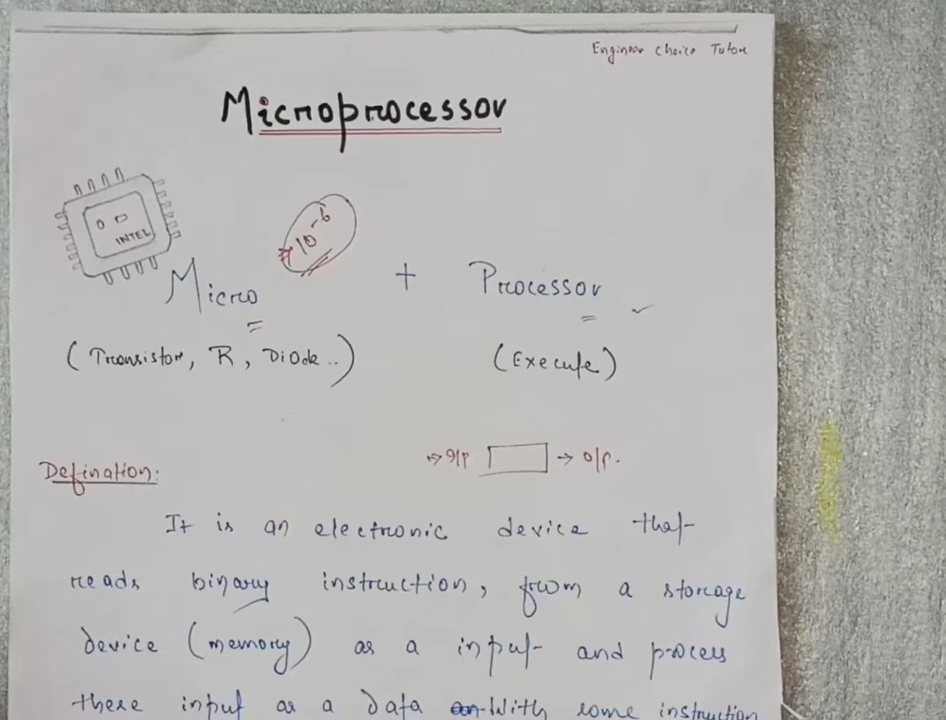 Engineer choice Tutor
Microprocessor
INTEL
10⁻⁶
Micro + Processor
(Transistor, R, Diode..) (Execute)
→ I/P → O/P.
Defination:
It is an electronic device that
reads binary instruction, from a storage
device (memory) as a input and process
these input as a data with some instruction